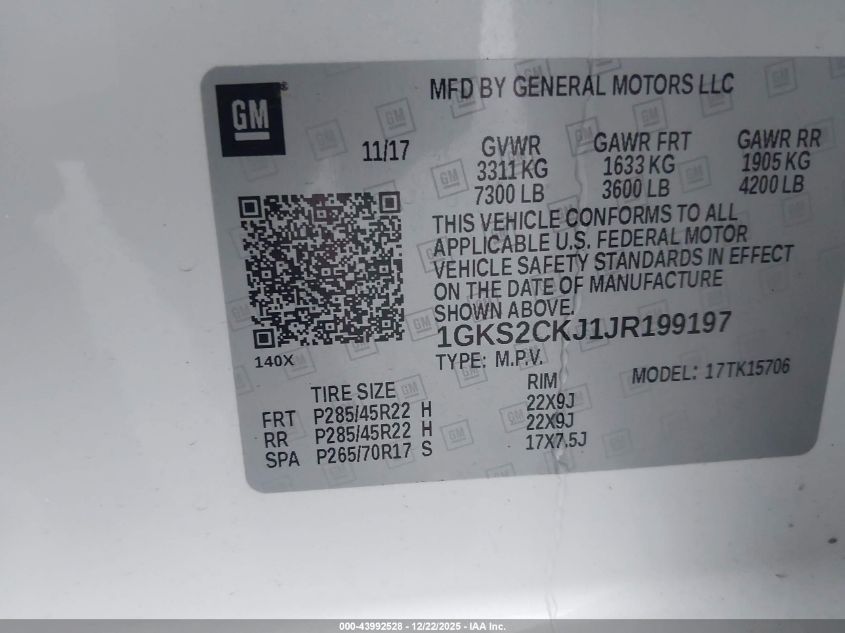 MFD BY GENERAL MOTORS LLC
GM ®
11/17
GVWR GAWR FRT GAWR RR
3311 KG 1633 KG 1905 KG
7300 LB 3600 LB 4200 LB
THIS VEHICLE CONFORMS TO ALL
APPLICABLE U.S. FEDERAL MOTOR
VEHICLE SAFETY STANDARDS IN EFFECT
ON THE DATE OF MANUFACTURE
SHOWN ABOVE.
1GKS2CKJ1JR199197
140X
TYPE: M.P.V.
MODEL: 17TK15706
TIRE SIZE RIM
FRT P285/45R22 H 22X9J
RR P285/45R22 H 22X9J
SPA P265/70R17 S 17X7.5J
000-43992528 - 12/22/2025 - IAA Inc.